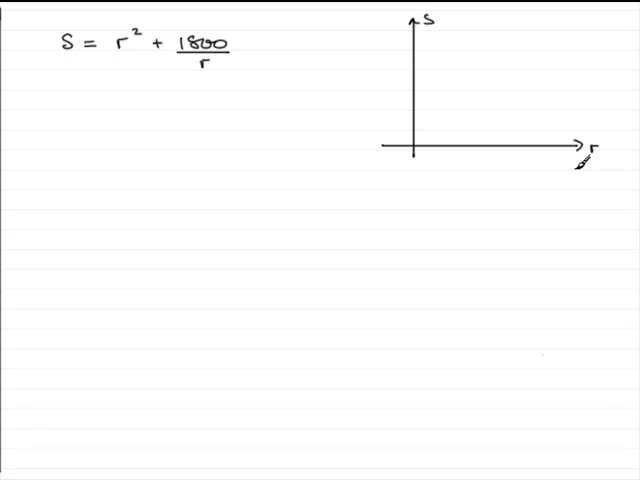 S = r² + 1800/r
S
r